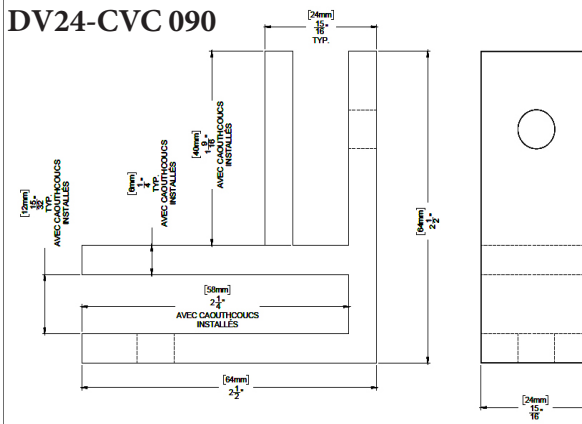 DV24-CVC 090
[24mm]
15/16"
TYP.
[40mm]
1 9/16"
AVEC CAOUTHCOUCS
INSTALLÉS
[6mm]
1/4"
TYP.
AVEC CAOUTHCOUCS
INSTALLÉS
[12mm]
15/32"
TYP.
AVEC CAOUTHCOUCS
INSTALLÉS
[64mm]
2 1/2"
[58mm]
2 1/4"
AVEC CAOUTHCOUCS
INSTALLÉS
[64mm]
2 1/2"
[24mm]
15/16"